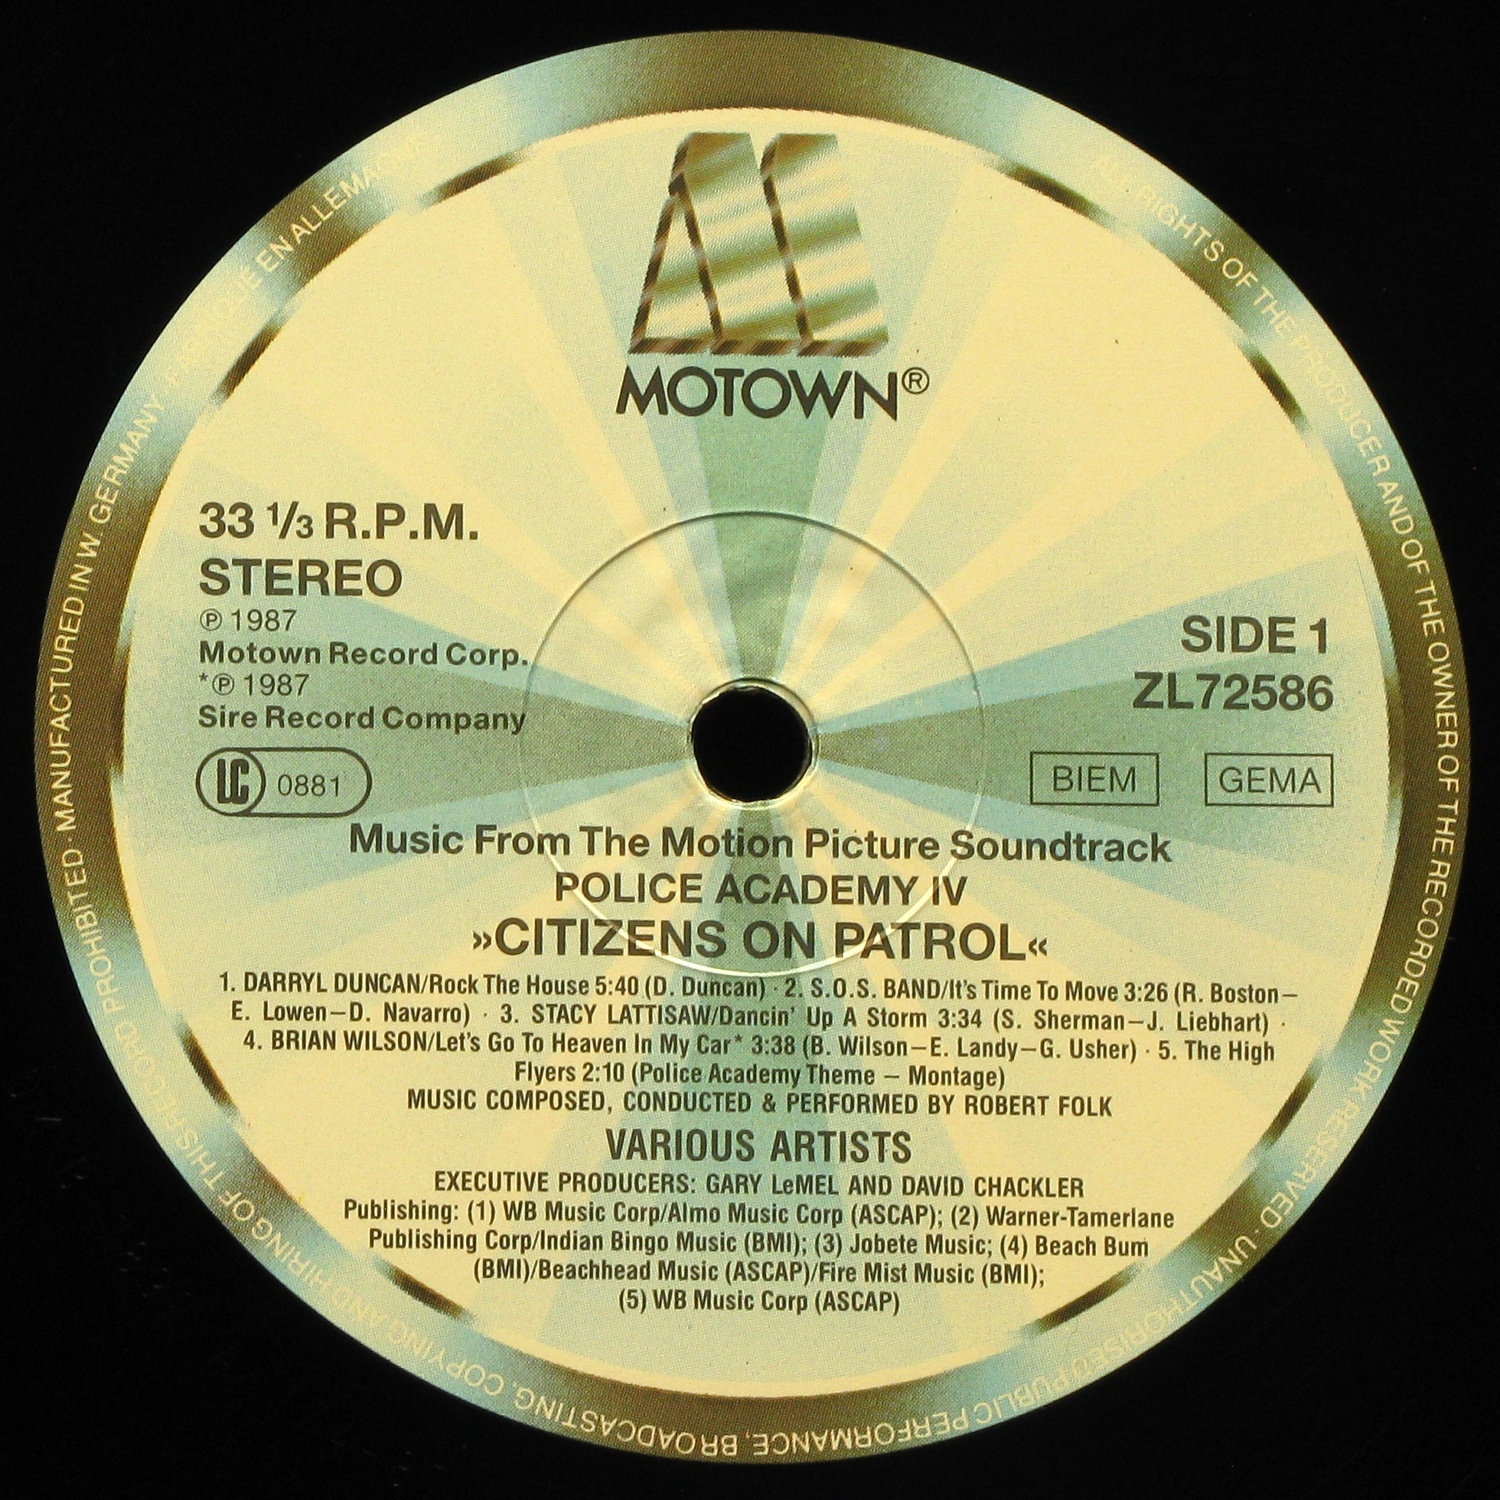 MOTOWN®
33 ⅓ R.P.M.
STEREO
℗ 1987
Motown Record Corp.
*℗ 1987
Sire Record Company
LC 0881
SIDE 1
ZL72586
BIEM GEMA
Music From The Motion Picture Soundtrack
POLICE ACADEMY IV
»CITIZENS ON PATROL«
1. DARRYL DUNCAN/Rock The House 5:40 (D. Duncan) · 2. S.O.S. BAND/It's Time To Move 3:26 (R. Boston–
E. Lowen–D. Navarro) · 3. STACY LATTISAW/Dancin' Up A Storm 3:34 (S. Sherman–J. Liebhart) ·
4. BRIAN WILSON/Let's Go To Heaven In My Car* 3:38 (B. Wilson–E. Landy–G. Usher) · 5. The High
Flyers 2:10 (Police Academy Theme – Montage)
MUSIC COMPOSED, CONDUCTED & PERFORMED BY ROBERT FOLK
VARIOUS ARTISTS
EXECUTIVE PRODUCERS: GARY LeMEL AND DAVID CHACKLER
Publishing: (1) WB Music Corp/Almo Music Corp (ASCAP); (2) Warner-Tamerlane
Publishing Corp/Indian Bingo Music (BMI); (3) Jobete Music; (4) Beach Bum
(BMI)/Beachhead Music (ASCAP)/Fire Mist Music (BMI);
(5) WB Music Corp (ASCAP)
ALL RIGHTS OF THE PRODUCER AND OF THE OWNER OF THE RECORDED WORK RESERVED · UNAUTHORISED PUBLIC PERFORMANCE, BROADCASTING, COPYING AND HIRING OF THIS RECORD PROHIBITED · MANUFACTURED IN W. GERMANY · FABRIQUE EN ALLEMAGNE